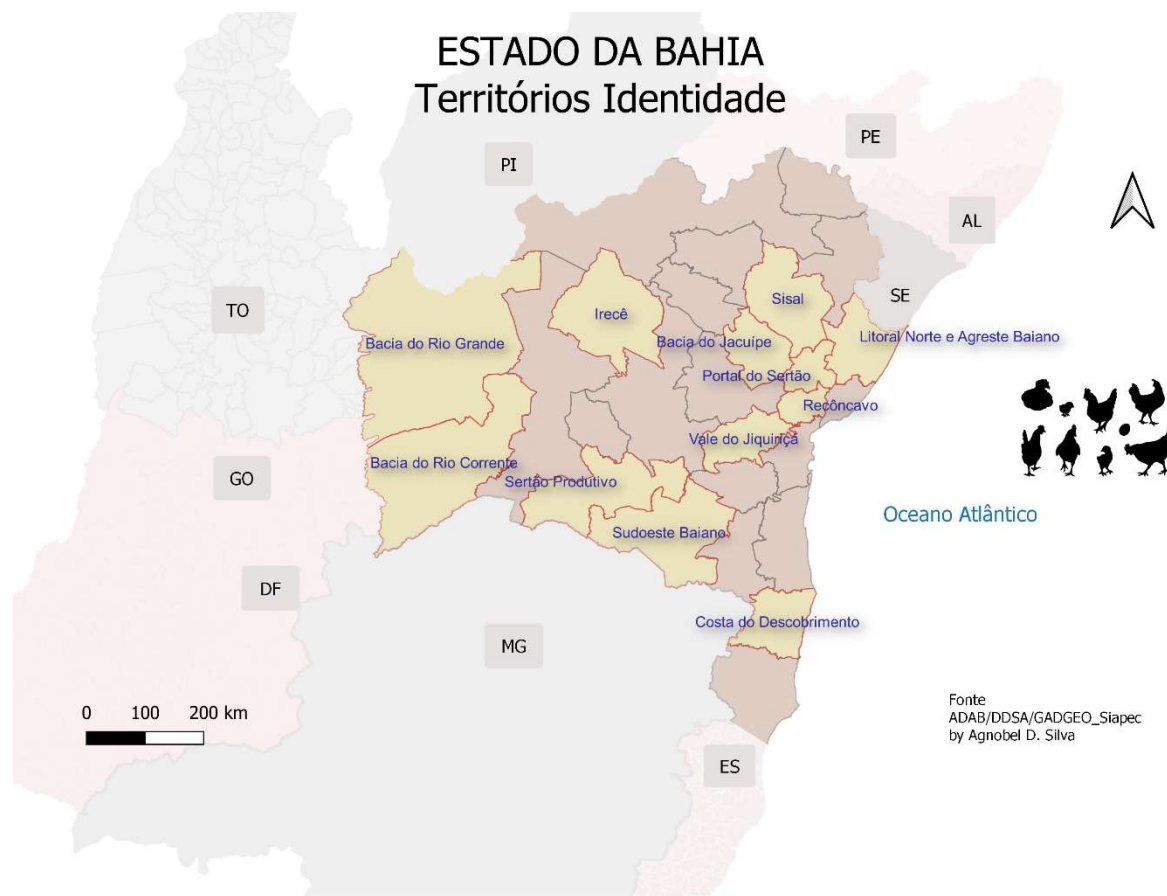 ESTADO DA BAHIA
Territórios Identidade
PI
PE
AL
SE
TO
Irecê
Sisal
Bacia do Rio Grande
Bacia do Jacuípe
Litoral Norte e Agreste Baiano
Portal do Sertão
Recôncavo
Vale do Jiquiriçá
Bacia do Rio Corrente
GO
Sertão Produtivo
Oceano Atlântico
Sudoeste Baiano
DF
Costa do Descobrimento
MG
0 100 200 km
Fonte
ADAB/DDSA/GADGEO_Siapec
by Agnobel D. Silva
ES